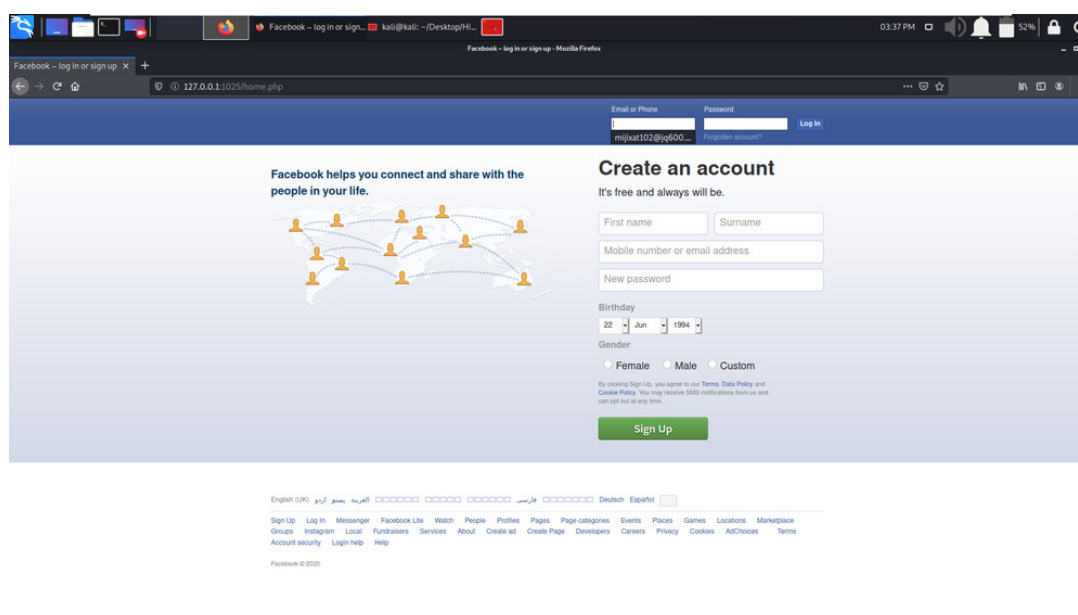 Facebook – log in or sign... kali@kali: ~/Desktop/Hi... 03:37 PM 52%
Facebook – log in or sign up - Mozilla Firefox
Facebook – log in or sign up × +
127.0.0.1:1025/home.php
Email or Phone Password
Log In
mijixat102@jq600.... Forgotten account?
Facebook helps you connect and share with the
people in your life.
Create an account
It's free and always will be.
First name Surname
Mobile number or email address
New password
Birthday
22 Jun 1994
Gender
Female Male Custom
By clicking Sign Up, you agree to our Terms, Data Policy and
Cookie Policy. You may receive SMS notifications from us and
can opt out at any time.
Sign Up
English (UK) اردو پښتو العربية فارسی Deutsch Español
Sign Up Log In Messenger Facebook Lite Watch People Profiles Pages Page categories Events Places Games Locations Marketplace
Groups Instagram Local Fundraisers Services About Create ad Create Page Developers Careers Privacy Cookies AdChoices Terms
Account security Login help Help
Facebook © 2020